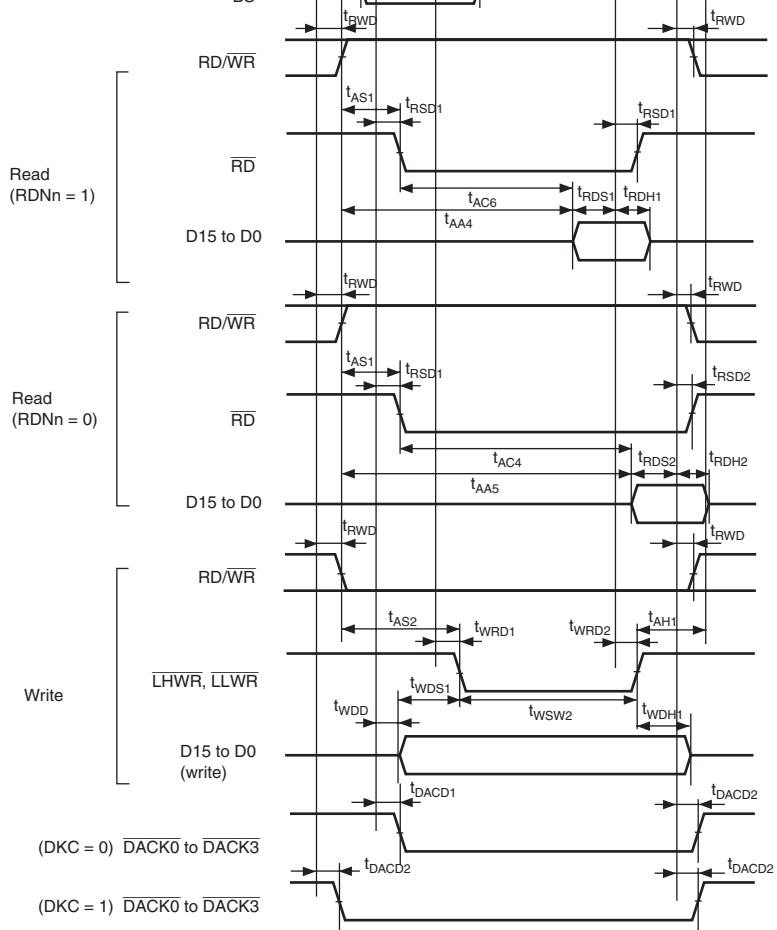 tRWD tRWD
RD/WR
tAS1
tRSD1 tRSD1
RD
Read
(RDNn = 1)
tAC6 tRDS1 tRDH1
tAA4
D15 to D0
tRWD tRWD
RD/WR
tAS1
tRSD1 tRSD2
Read
(RDNn = 0)
RD
tAC4 tRDS2 tRDH2
tAA5
D15 to D0
tRWD tRWD
RD/WR
tAS2 tWRD1 tWRD2 tAH1
LHWR, LLWR
Write
tWDS1
tWDD tWSW2 tWDH1
D15 to D0
(write)
tDACD1 tDACD2
(DKC = 0) DACK0 to DACK3
tDACD2 tDACD2
(DKC = 1) DACK0 to DACK3